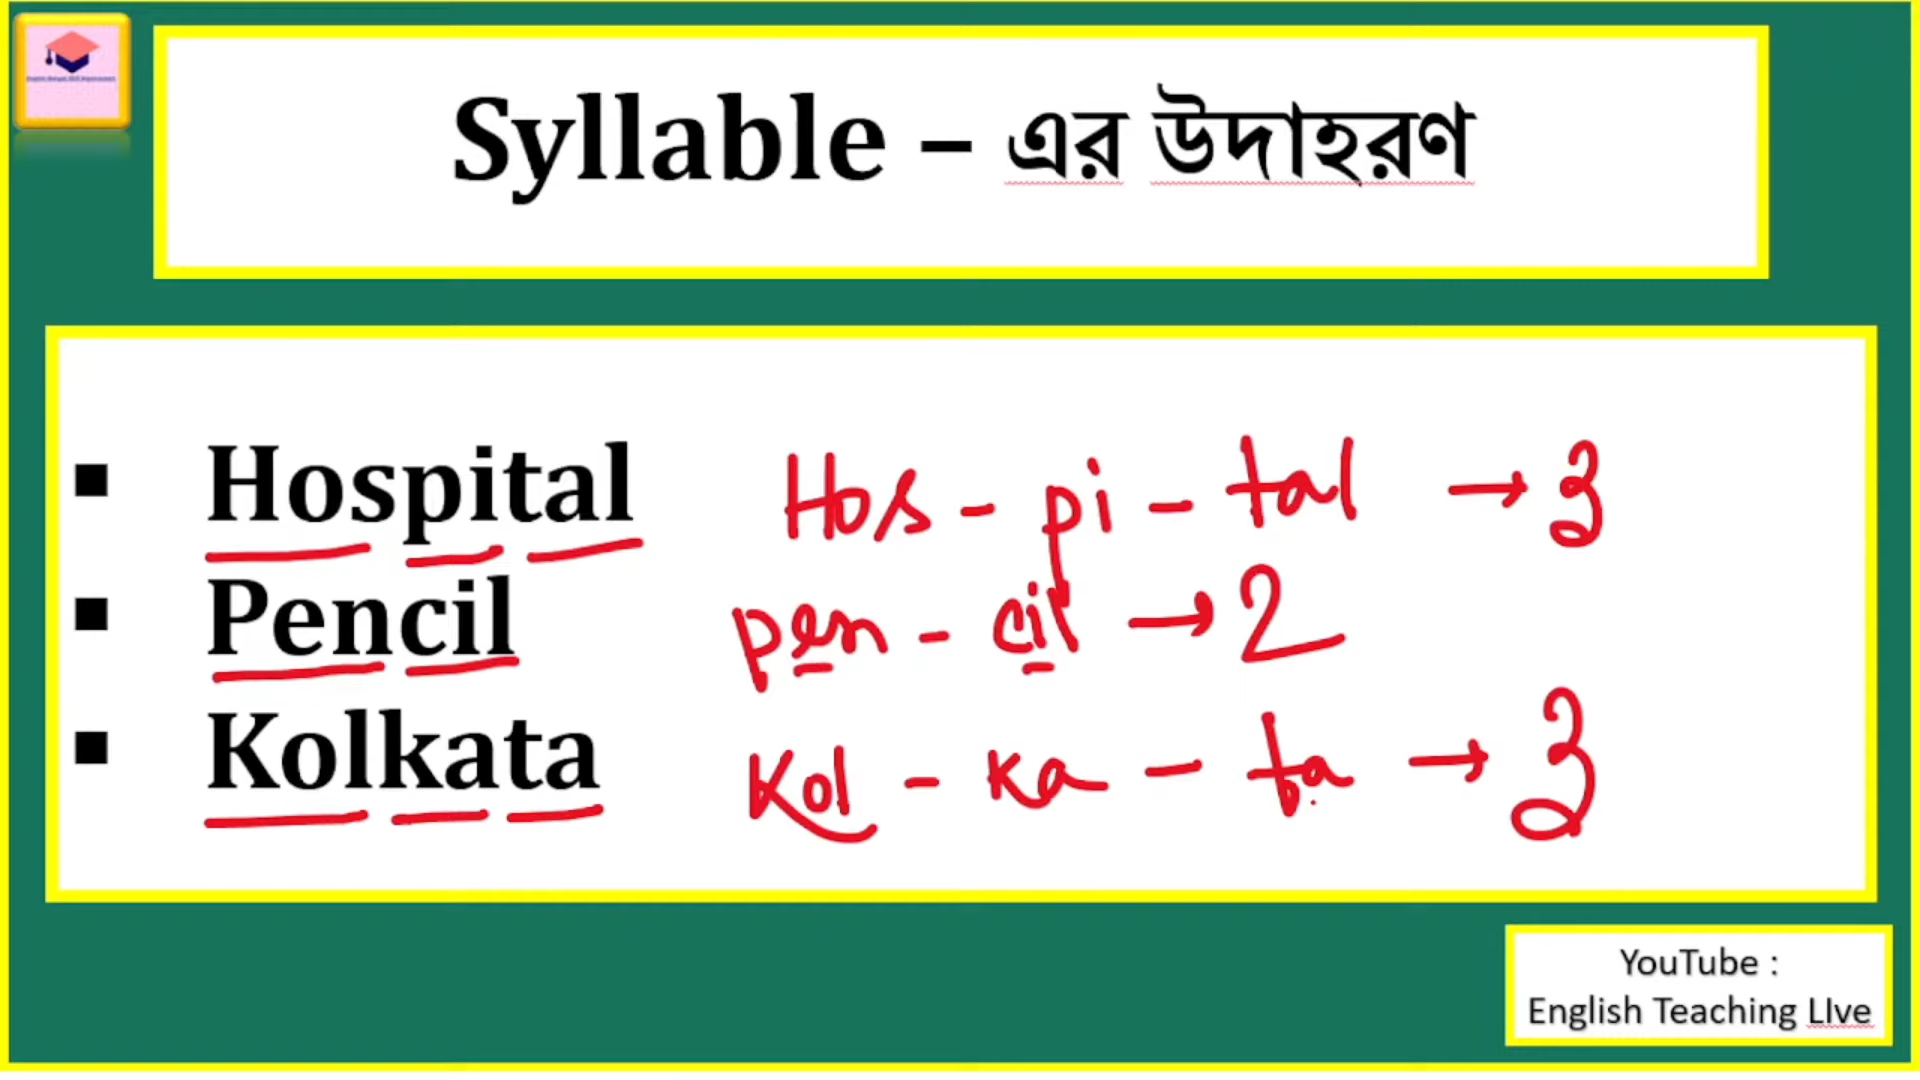 Syllable – এর উদাহরণ
▪ Hospital Hos - pi - tal → 3
▪ Pencil pen - cil → 2
▪ Kolkata Kol - Ka - ta → 3
YouTube :
English Teaching LIve